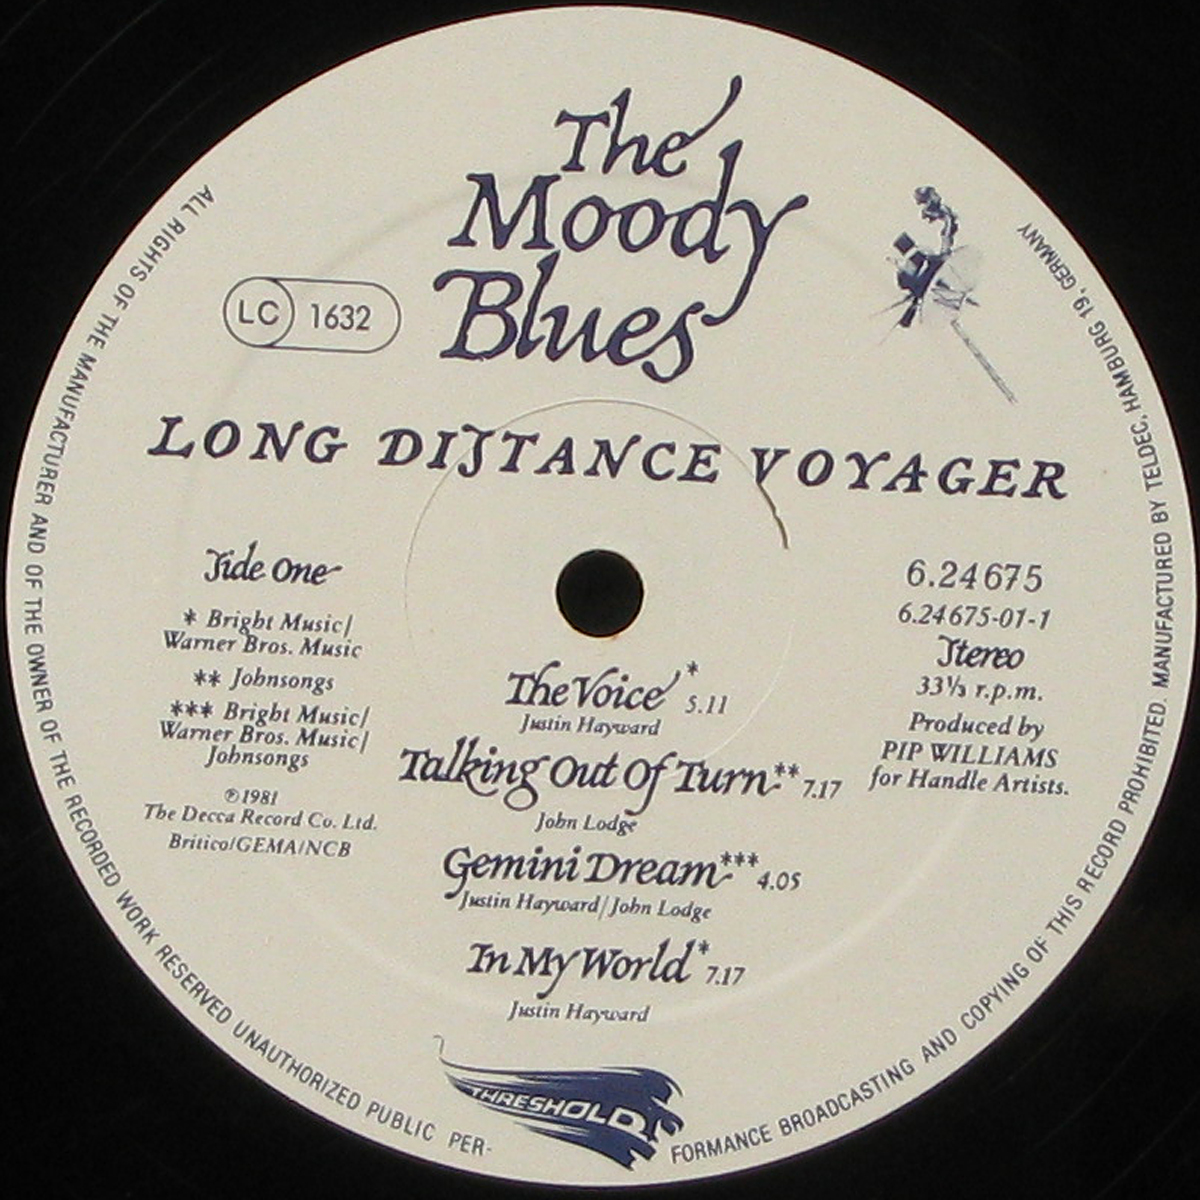 The
Moody
Blues
LC 1632
LONG DISTANCE VOYAGER
Side One
* Bright Music/
Warner Bros. Music
** Johnsongs
*** Bright Music/
Warner Bros. Music/
Johnsongs
℗1981
The Decca Record Co. Ltd.
Britico/GEMA/NCB
6.24675
6.24675-01-1
Stereo
33⅓ r.p.m.
Produced by
PIP WILLIAMS
for Handle Artists.
The Voice* 5.11
Justin Hayward
Talking Out Of Turn** 7.17
John Lodge
Gemini Dream*** 4.05
Justin Hayward/John Lodge
In My World* 7.17
Justin Hayward
THRESHOLD
ALL RIGHTS OF THE MANUFACTURER AND OF THE OWNER OF THE RECORDED WORK RESERVED UNAUTHORIZED PUBLIC PER-
FORMANCE BROADCASTING AND COPYING OF THIS RECORD PROHIBITED. MANUFACTURED BY TELDEC, HAMBURG 19, GERMANY